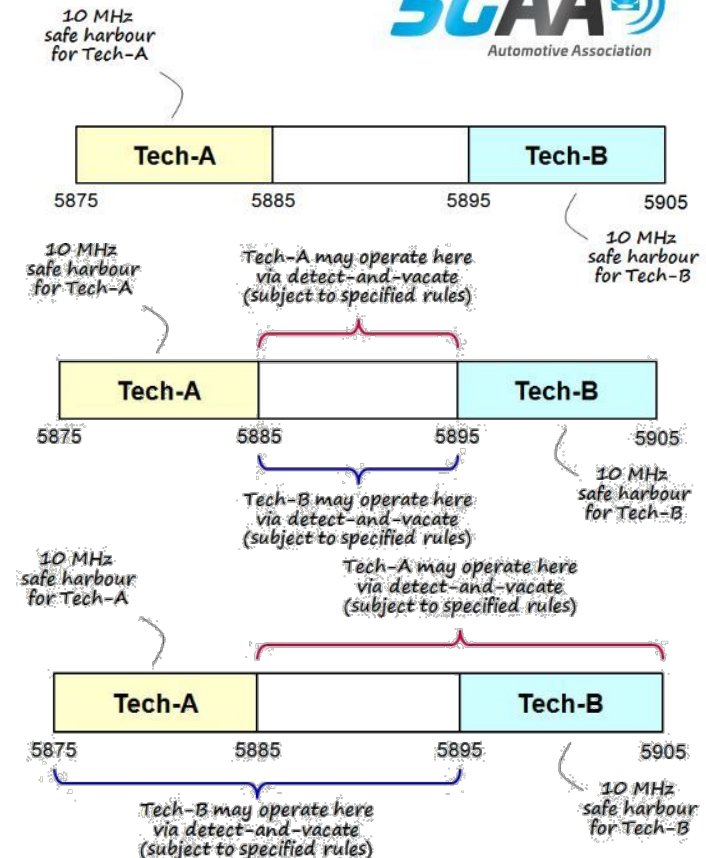 10 MHz
safe harbour
for Tech-A
5GAA
Automotive Association
Tech-A
Tech-B
5875
5885
5895
5905
10 MHz
safe harbour
for Tech-B
10 MHz
safe harbour
for Tech-A
Tech-A may operate here
via detect-and-vacate
(subject to specified rules)
Tech-A
Tech-B
5875
5885
5895
5905
Tech-B may operate here
via detect-and-vacate
(subject to specified rules)
10 MHz
safe harbour
for Tech-B
10 MHz
safe harbour
for Tech-A
Tech-A may operate here
via detect-and-vacate
(subject to specified rules)
Tech-A
Tech-B
5875
5885
5895
5905
Tech-B may operate here
via detect-and-vacate
(subject to specified rules)
10 MHz
safe harbour
for Tech-B